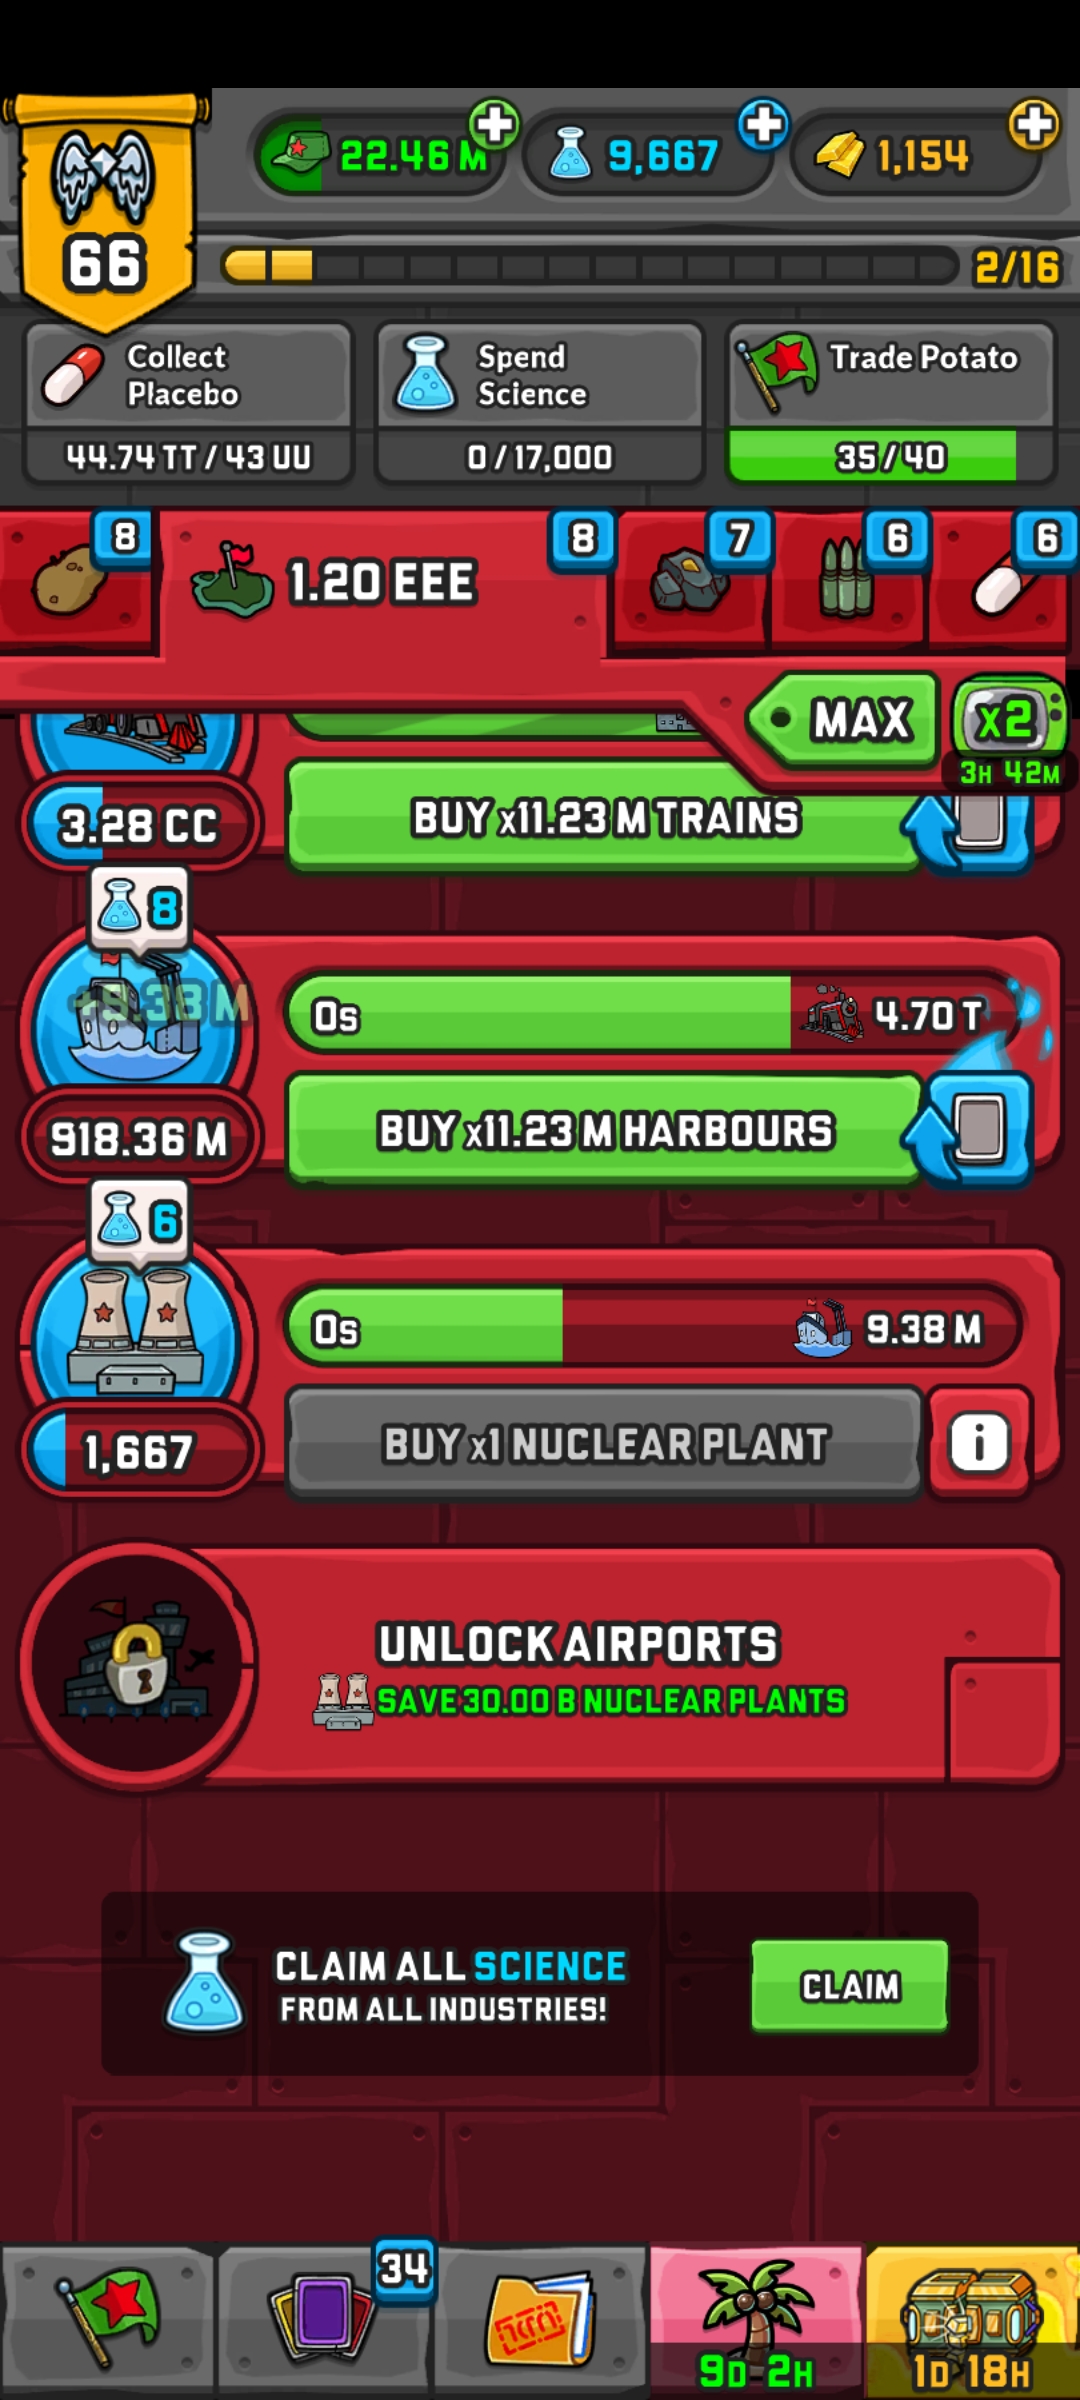 22.46 M
9,667
1,154
66
2/16
Collect
Placebo
44.74 TT / 43 UU
Spend
Science
0 / 17,000
Trade Potato
35 / 40
8
1.20 EEE
8
7
6
6
MAX
x2
3H 42M
3.28 CC
BUY x11.23 M TRAINS
8
+9.38 M
0s
4.70 T
918.36 M
BUY x11.23 M HARBOURS
6
0s
9.38 M
1,667
BUY x1 NUCLEAR PLANT
i
UNLOCK AIRPORTS
SAVE 30.00 B NUCLEAR PLANTS
CLAIM ALL SCIENCE
FROM ALL INDUSTRIES!
CLAIM
34
9D 2H
1D 18H